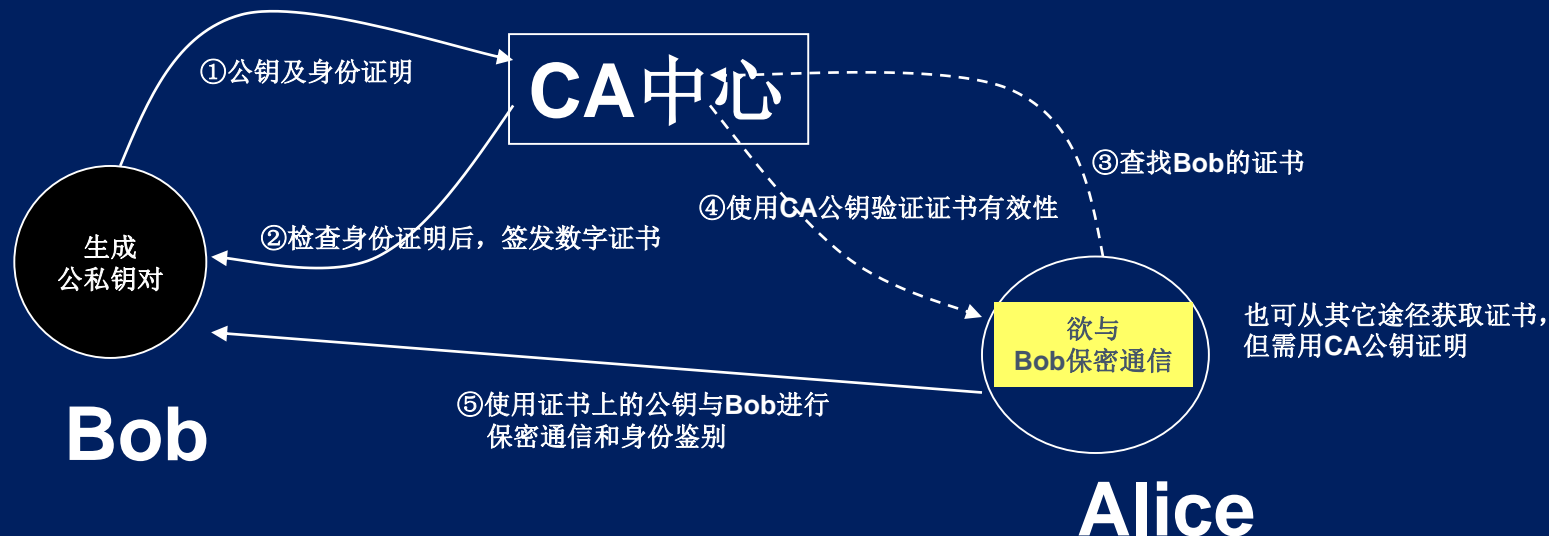 ①公钥及身份证明
CA中心
③查找Bob的证书
④使用CA公钥验证证书有效性
②检查身份证明后，签发数字证书
生成
公私钥对
欲与
Bob保密通信
也可从其它途径获取证书，
但需用CA公钥证明
⑤使用证书上的公钥与Bob进行
保密通信和身份鉴别
Bob
Alice